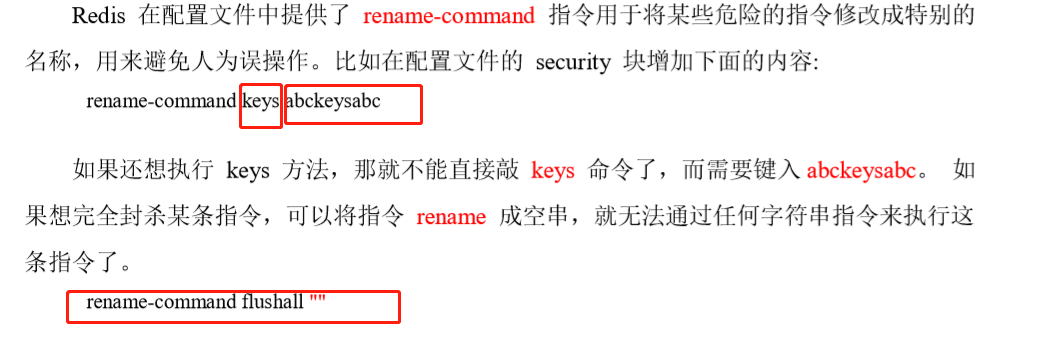 Redis 在配置文件中提供了 rename-command 指令用于将某些危险的指令修改成特别的
名称，用来避免人为误操作。比如在配置文件的 security 块增加下面的内容:
rename-command keys abckeysabc
如果还想执行 keys 方法，那就不能直接敲 keys 命令了，而需要键入 abckeysabc。 如
果想完全封杀某条指令，可以将指令 rename 成空串，就无法通过任何字符串指令来执行这
条指令了。
rename-command flushall ""